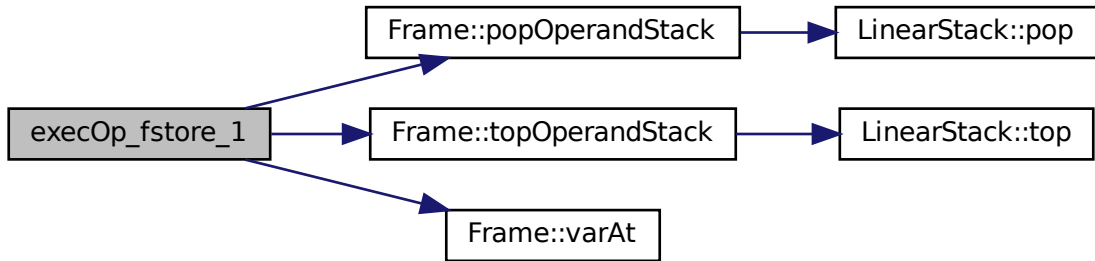 Frame::popOperandStack
LinearStack::pop
execOp_fstore_1
Frame::topOperandStack
LinearStack::top
Frame::varAt